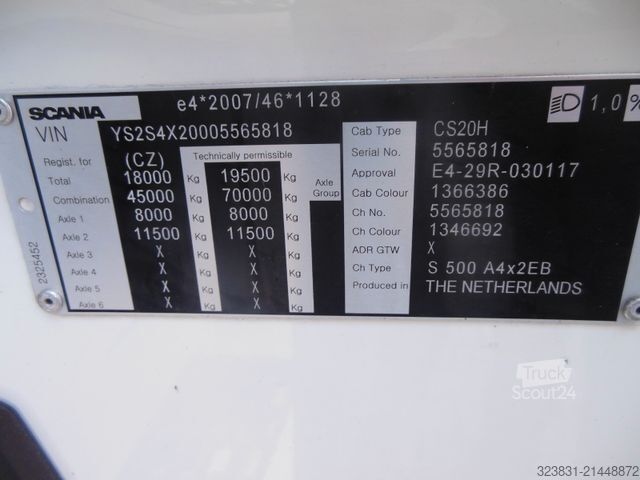 SCANIA e4*2007/46*1128 1,0%
VIN YS2S4X20005565818
Regist. for (CZ) Technically permissible
Total 18000 Kg 19500 Kg Axle Group
Combination 45000 Kg 70000 Kg
Axle 1 8000 Kg 8000 Kg
Axle 2 11500 Kg 11500 Kg
Axle 3 X Kg X Kg
Axle 4 X Kg X Kg
Axle 5 X Kg X Kg
Axle 6 X Kg X Kg
Cab Type CS20H
Serial No. 5565818
Approval E4-29R-030117
Cab Colour 1366386
Ch No. 5565818
Ch Colour 1346692
ADR GTW X
Ch Type S 500 A4x2EB
Produced in THE NETHERLANDS
2325452
Truck
Scout24
323831-21448872